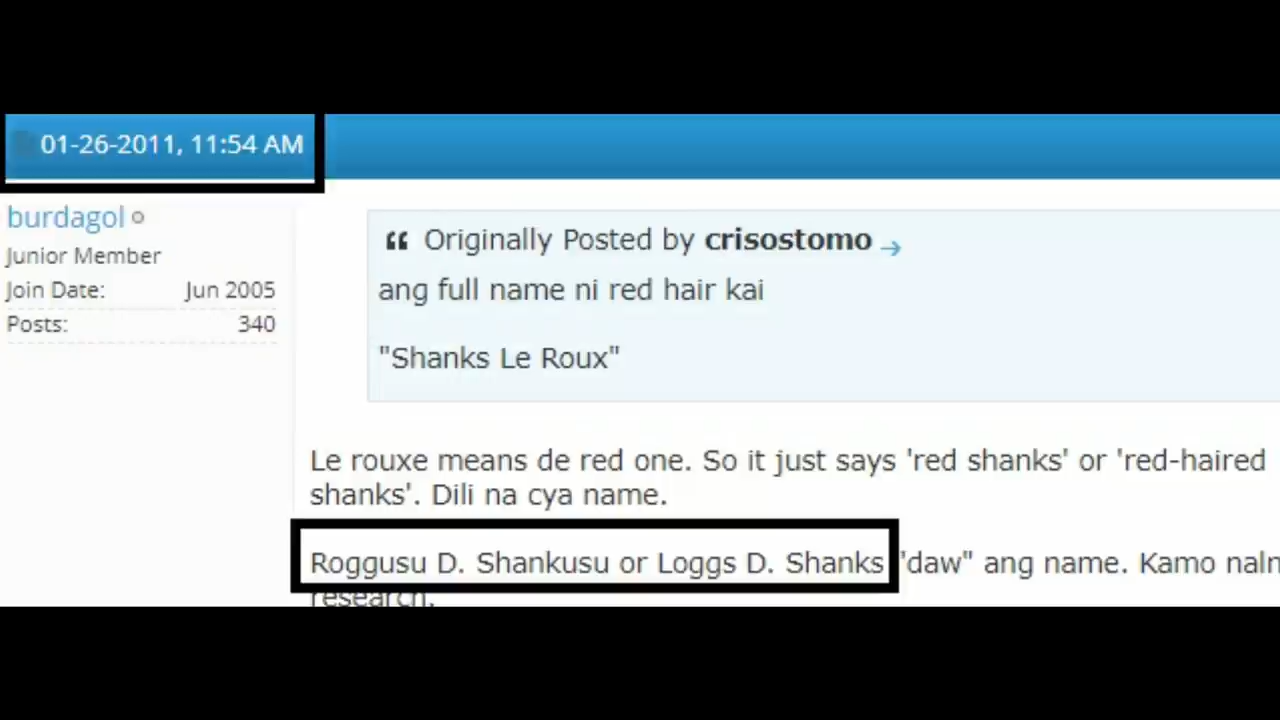 01-26-2011, 11:54 AM
burdagol
Junior Member
Join Date: Jun 2005
Posts: 340
Originally Posted by crisostomo
ang full name ni red hair kai
"Shanks Le Roux"
Le rouxe means de red one. So it just says 'red shanks' or 'red-haired
shanks'. Dili na cya name.
Roggusu D. Shankusu or Loggs D. Shanks "daw" ang name. Kamo naln
research.